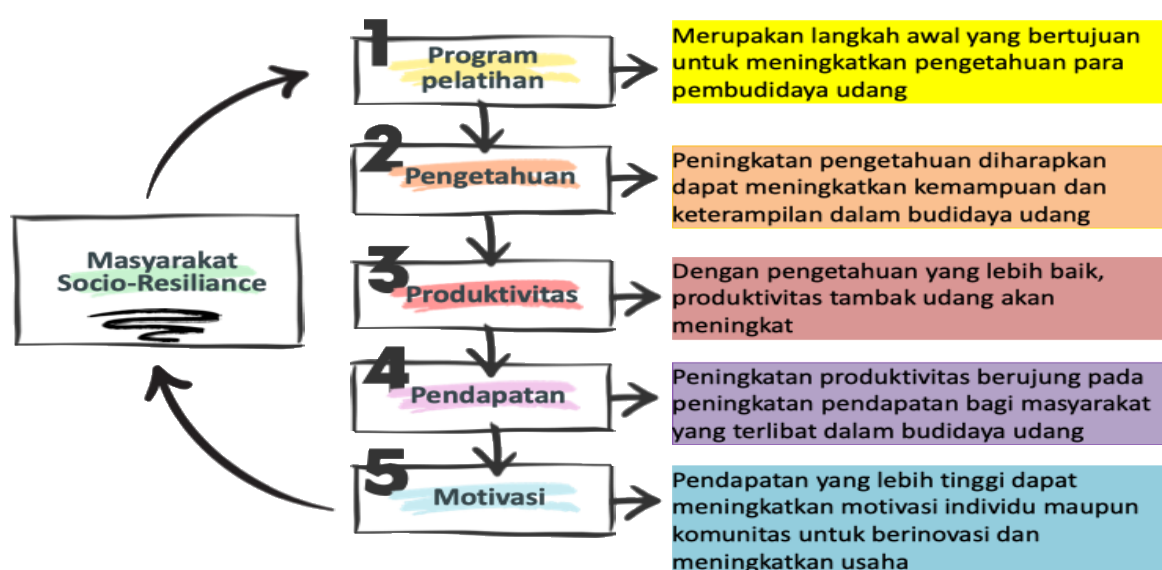 Masyarakat
Socio-Resiliance
1
Program
pelatihan
Merupakan langkah awal yang bertujuan
untuk meningkatkan pengetahuan para
pembudidaya udang
2
Pengetahuan
Peningkatan pengetahuan diharapkan
dapat meningkatkan kemampuan dan
keterampilan dalam budidaya udang
3
Produktivitas
Dengan pengetahuan yang lebih baik,
produktivitas tambak udang akan
meningkat
4
Pendapatan
Peningkatan produktivitas berujung pada
peningkatan pendapatan bagi masyarakat
yang terlibat dalam budidaya udang
5
Motivasi
Pendapatan yang lebih tinggi dapat
meningkatkan motivasi individu maupun
komunitas untuk berinovasi dan
meningkatkan usaha